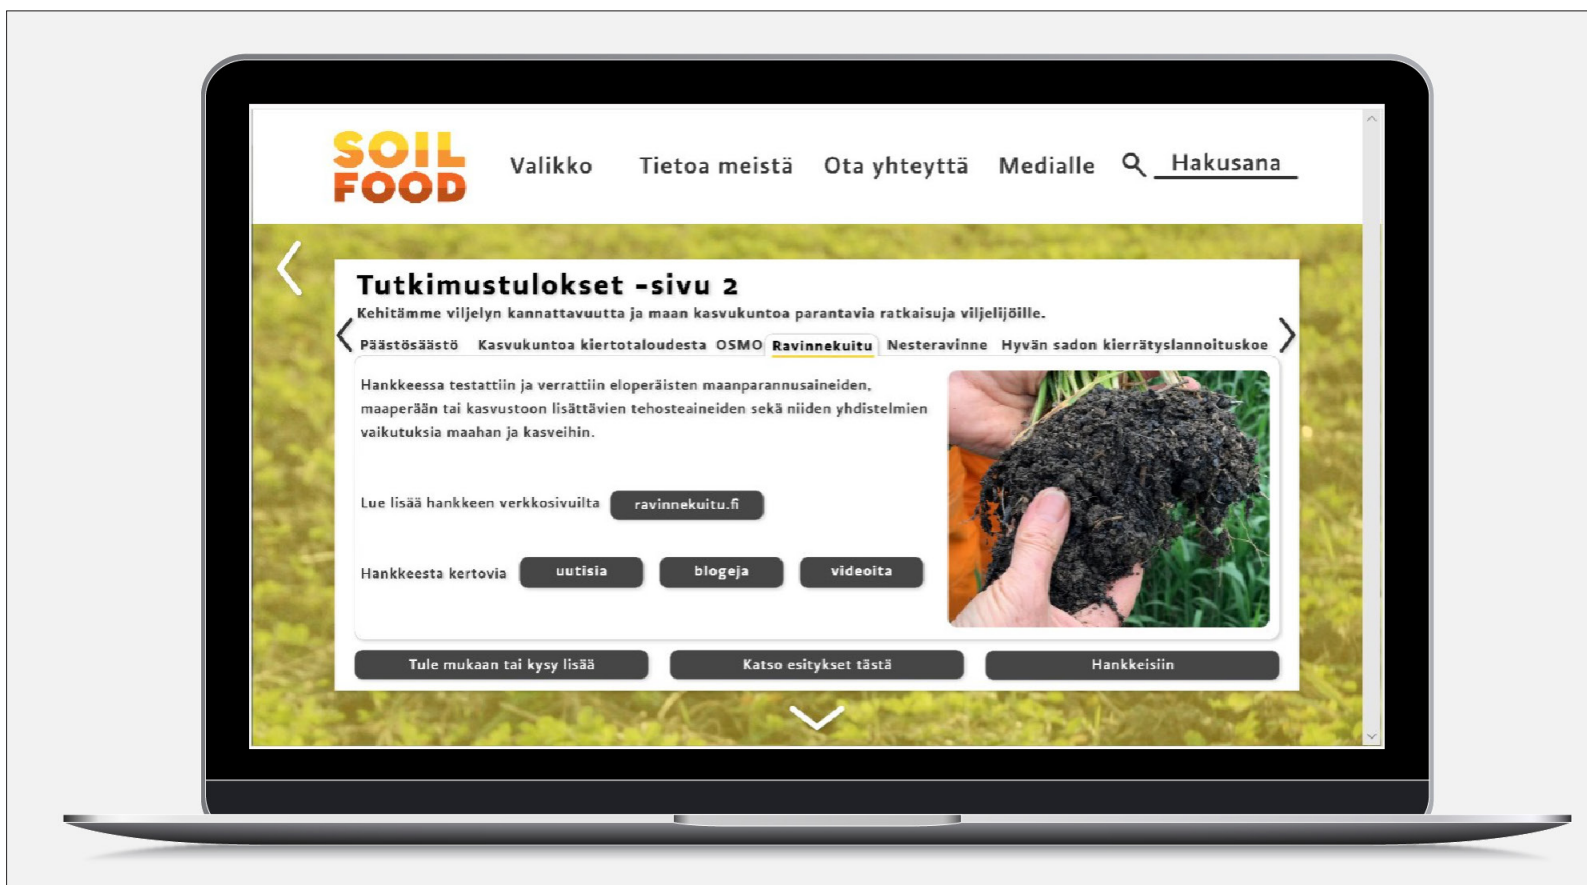 SOIL
FOOD
Valikko Tietoa meistä Ota yhteyttä Medialle Hakusana
Tutkimustulokset -sivu 2
Kehitämme viljelyn kannattavuutta ja maan kasvukuntoa parantavia ratkaisuja viljelijöille.
Päästösäästö Kasvukuntoa kiertotaloudesta OSMO Ravinnekuitu Nesteravinne Hyvän sadon kierrätyslannoituskoe
Hankkeessa testattiin ja verrattiin eloperäisten maanparannusaineiden,
maaperään tai kasvustoon lisättävien tehosteaineiden sekä niiden yhdistelmien
vaikutuksia maahan ja kasveihin.
Lue lisää hankkeen verkkosivuilta ravinnekuitu.fi
Hankkeesta kertovia uutisia blogeja videoita
Tule mukaan tai kysy lisää Katso esitykset tästä Hankkeisiin